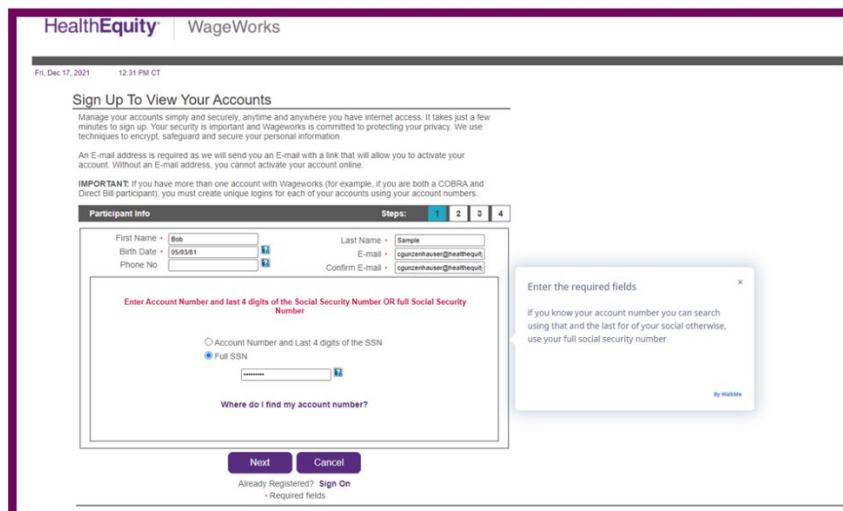 HealthEquity WageWorks
Fri, Dec 17, 2021 12:31 PM CT
Sign Up To View Your Accounts
Manage your accounts simply and securely, anytime and anywhere you have internet access. It takes just a few
minutes to sign up. Your security is important and Wageworks is committed to protecting your privacy. We use
techniques to encrypt, safeguard and secure your personal information.
An E-mail address is required as we will send you an E-mail with a link that will allow you to activate your
account. Without an E-mail address, you cannot activate your account online.
IMPORTANT: If you have more than one account with Wageworks (for example, if you are both a COBRA and
Direct Bill participant), you must create unique logins for each of your accounts using your account numbers.
Participant Info Steps: 1 2 3 4
First Name • Bob Last Name • Sample
Birth Date • 05/03/81 ? E-mail • cgunzenhauser@healthequity
Phone No ? Confirm E-mail • cgunzenhauser@healthequity
Enter Account Number and last 4 digits of the Social Security Number OR full Social Security
Number
Account Number and Last 4 digits of the SSN
Full SSN
••••••••• ?
Where do I find my account number?
Next Cancel
Already Registered? Sign On
• Required fields
Enter the required fields ×
if you know your account number you can search
using that and the last for of your social otherwise,
use your full social security number
By WalkMe